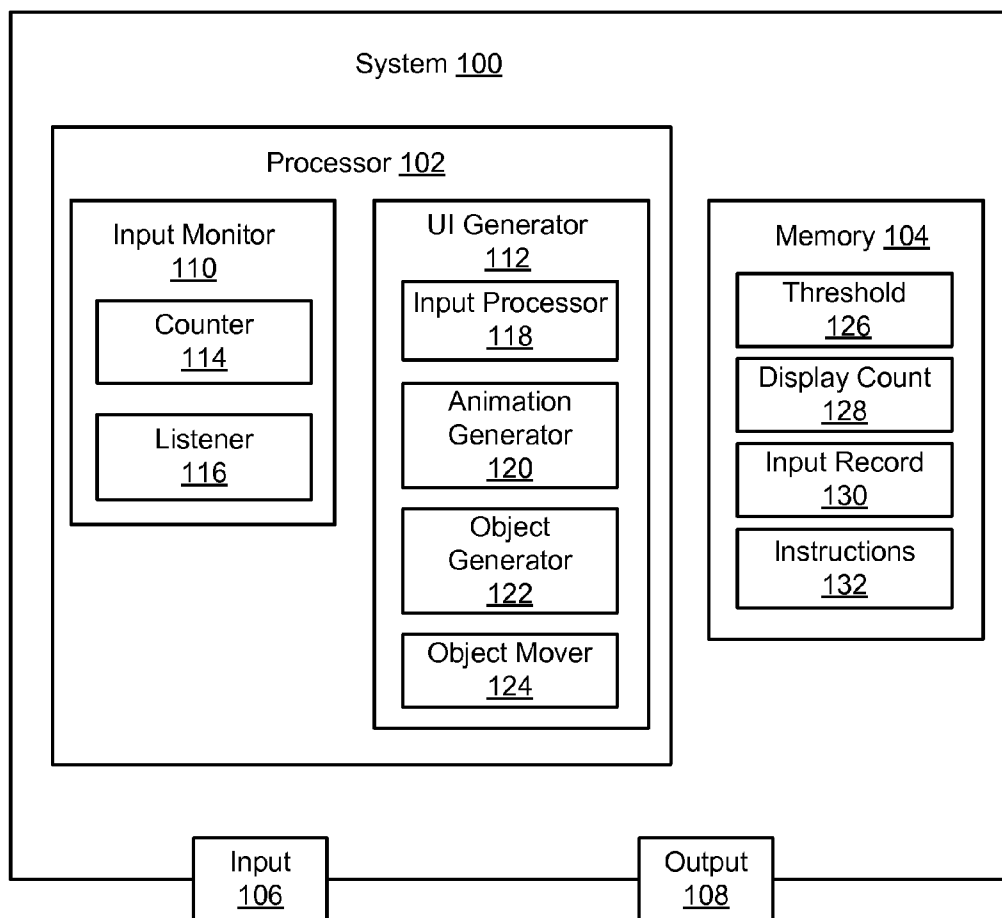 System 100
Processor 102
Input Monitor
110
Counter
114
Listener
116
UI Generator
112
Input Processor
118
Animation
Generator
120
Object
Generator
122
Object Mover
124
Memory 104
Threshold
126
Display Count
128
Input Record
130
Instructions
132
Input
106
Output
108